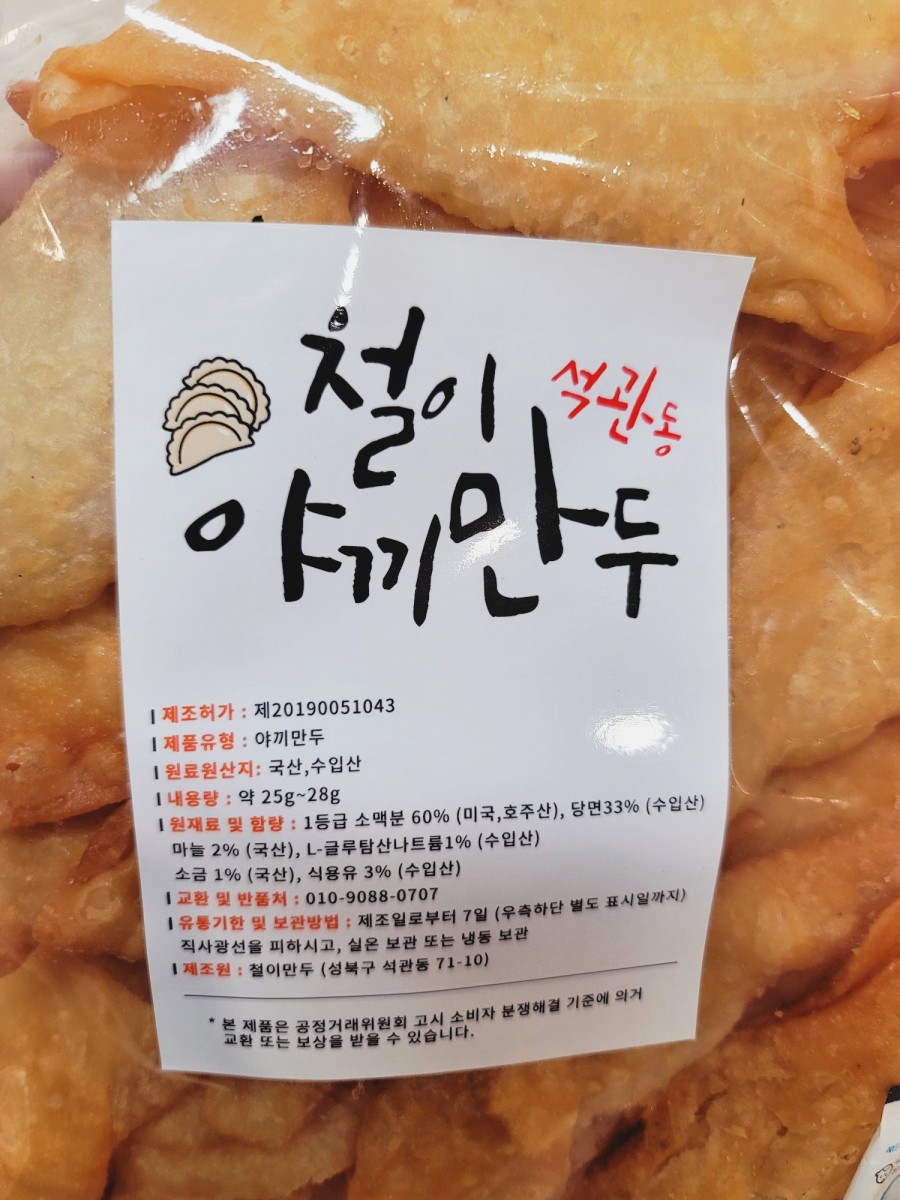 철이
석관동
야끼만두
제조허가 : 제20190051043
제품유형 : 야끼만두
원료원산지: 국산,수입산
내용량 : 약 25g~28g
원재료 및 함량 : 1등급 소맥분 60% (미국,호주산), 당면33% (수입산)
마늘 2% (국산), L-글루탐산나트륨1% (수입산)
소금 1% (국산), 식용유 3% (수입산)
교환 및 반품처 : 010-9088-0707
유통기한 및 보관방법 : 제조일로부터 7일 (우측하단 별도 표시일까지)
직사광선을 피하시고, 실온 보관 또는 냉동 보관
제조원 : 철이만두 (성북구 석관동 71-10)
* 본 제품은 공정거래위원회 고시 소비자 분쟁해결 기준에 의거
교환 또는 보상을 받을 수 있습니다.